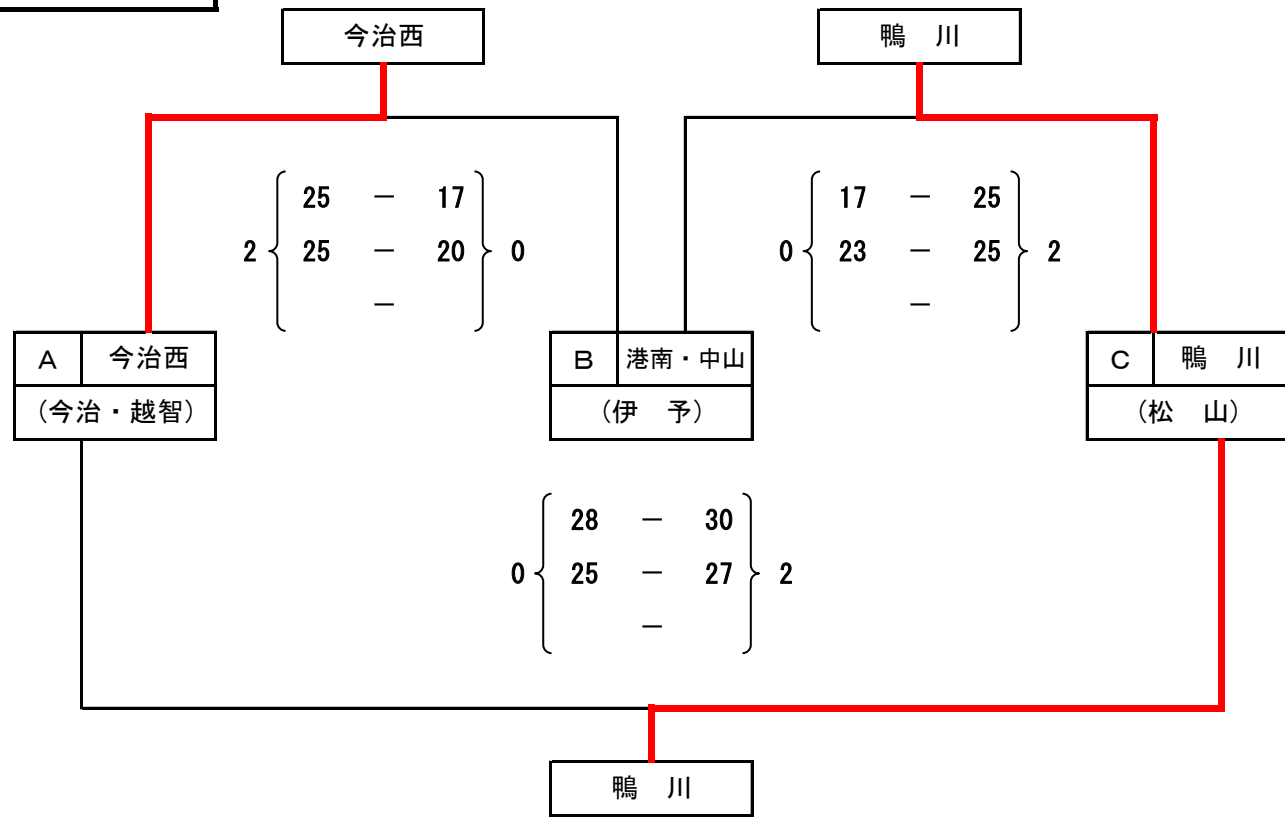 今治西 鴨　川
25 － 17 17 － 25
2 25 － 20 0 0 23 － 25 2
－ －
A 今治西 B 港南・中山 C 鴨　川
（今治・越智） （伊　予） （松　山）
28 － 30
0 25 － 27 2
－
鴨　川